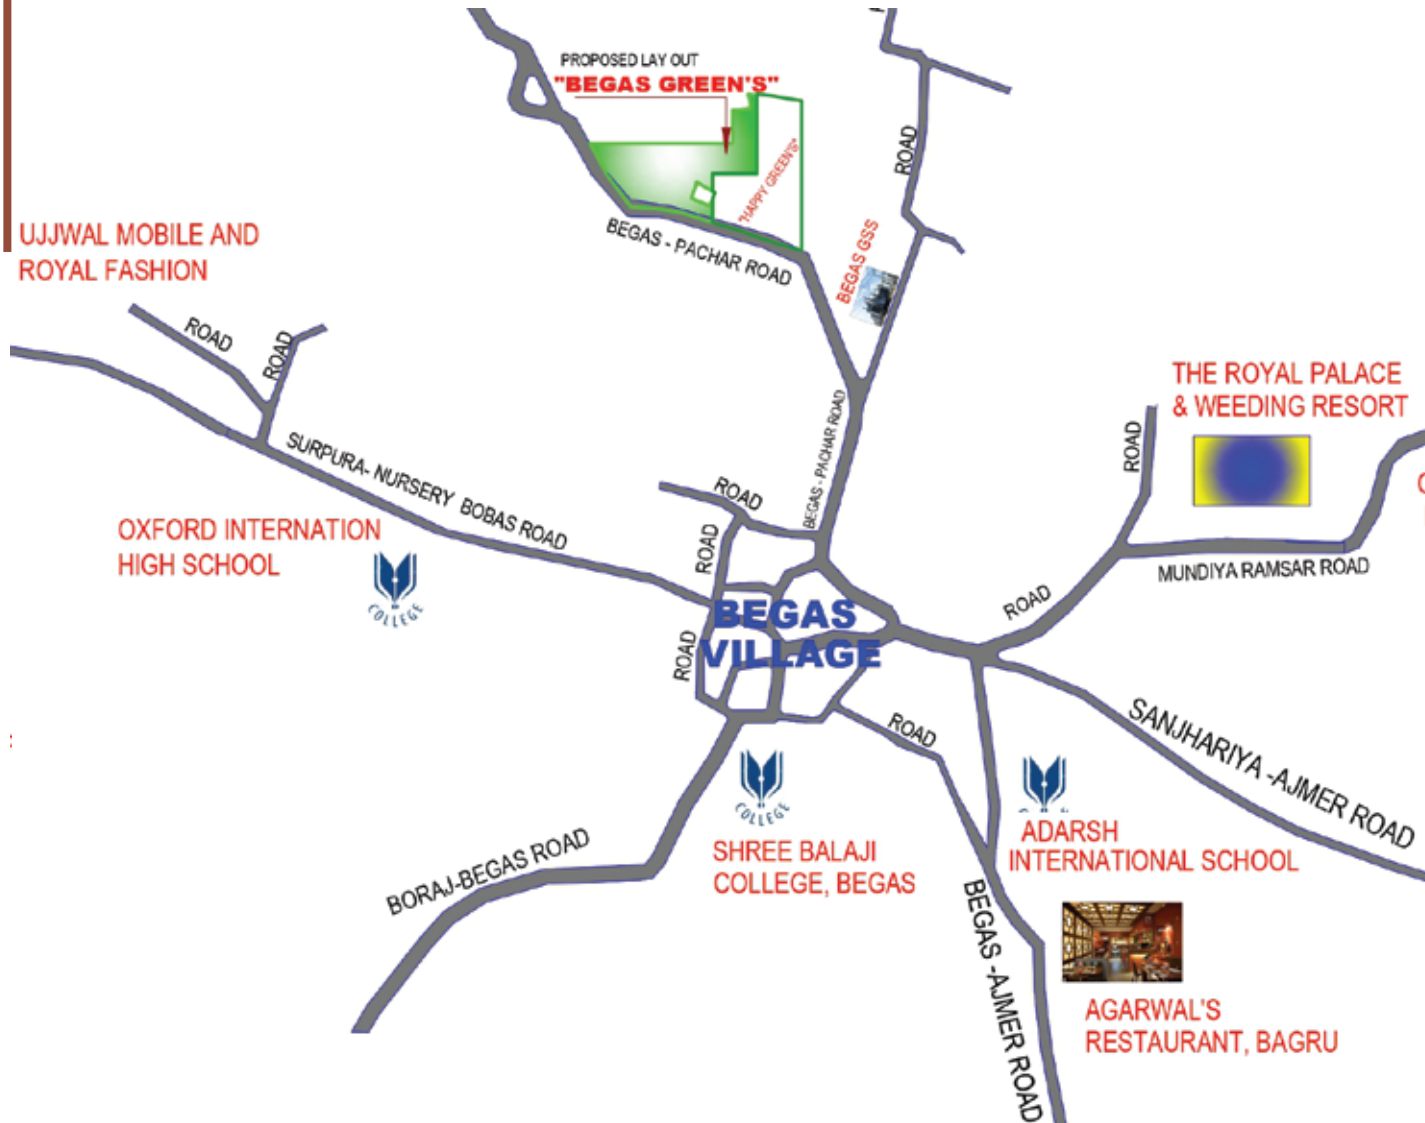 PROPOSED LAY OUT
"BEGAS GREEN'S"
"HAPPY GREEN'S"
BEGAS - PACHAR ROAD
ROAD
BEGAS GSS
UJJWAL MOBILE AND
ROYAL FASHION
ROAD
ROAD
SURPURA- NURSERY BOBAS ROAD
BEGAS - PACHAR ROAD
THE ROYAL PALACE
& WEEDING RESORT
ROAD
MUNDIYA RAMSAR ROAD
ROAD
OXFORD INTERNATION
HIGH SCHOOL
COLLEGE
ROAD
ROAD
ROAD
BEGAS
VILLAGE
ROAD
SANJHARIYA -AJMER ROAD
COLLEGE
SHREE BALAJI
COLLEGE, BEGAS
BORAJ-BEGAS ROAD
ADARSH
INTERNATIONAL SCHOOL
BEGAS -AJMER ROAD
AGARWAL'S
RESTAURANT, BAGRU